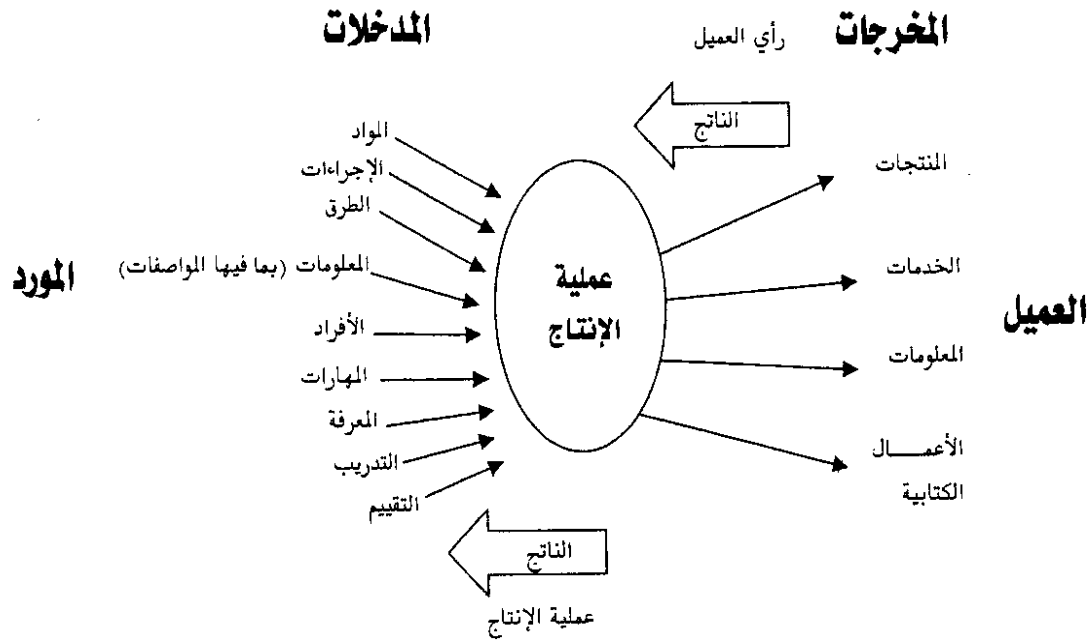 المخرجات
رأي العميل
المدخلات
الناتج
المنتجات
الخدمات
المعلومات
الأعمـــــال
الكتابية
العميل
عملية
الإنتاج
المواد
الإجراءات
الطرق
المعلومات (بما فيها المواصفات)
الأفراد
المهارات
المعرفة
التدريب
التقييم
المورد
الناتج
عملية الإنتاج